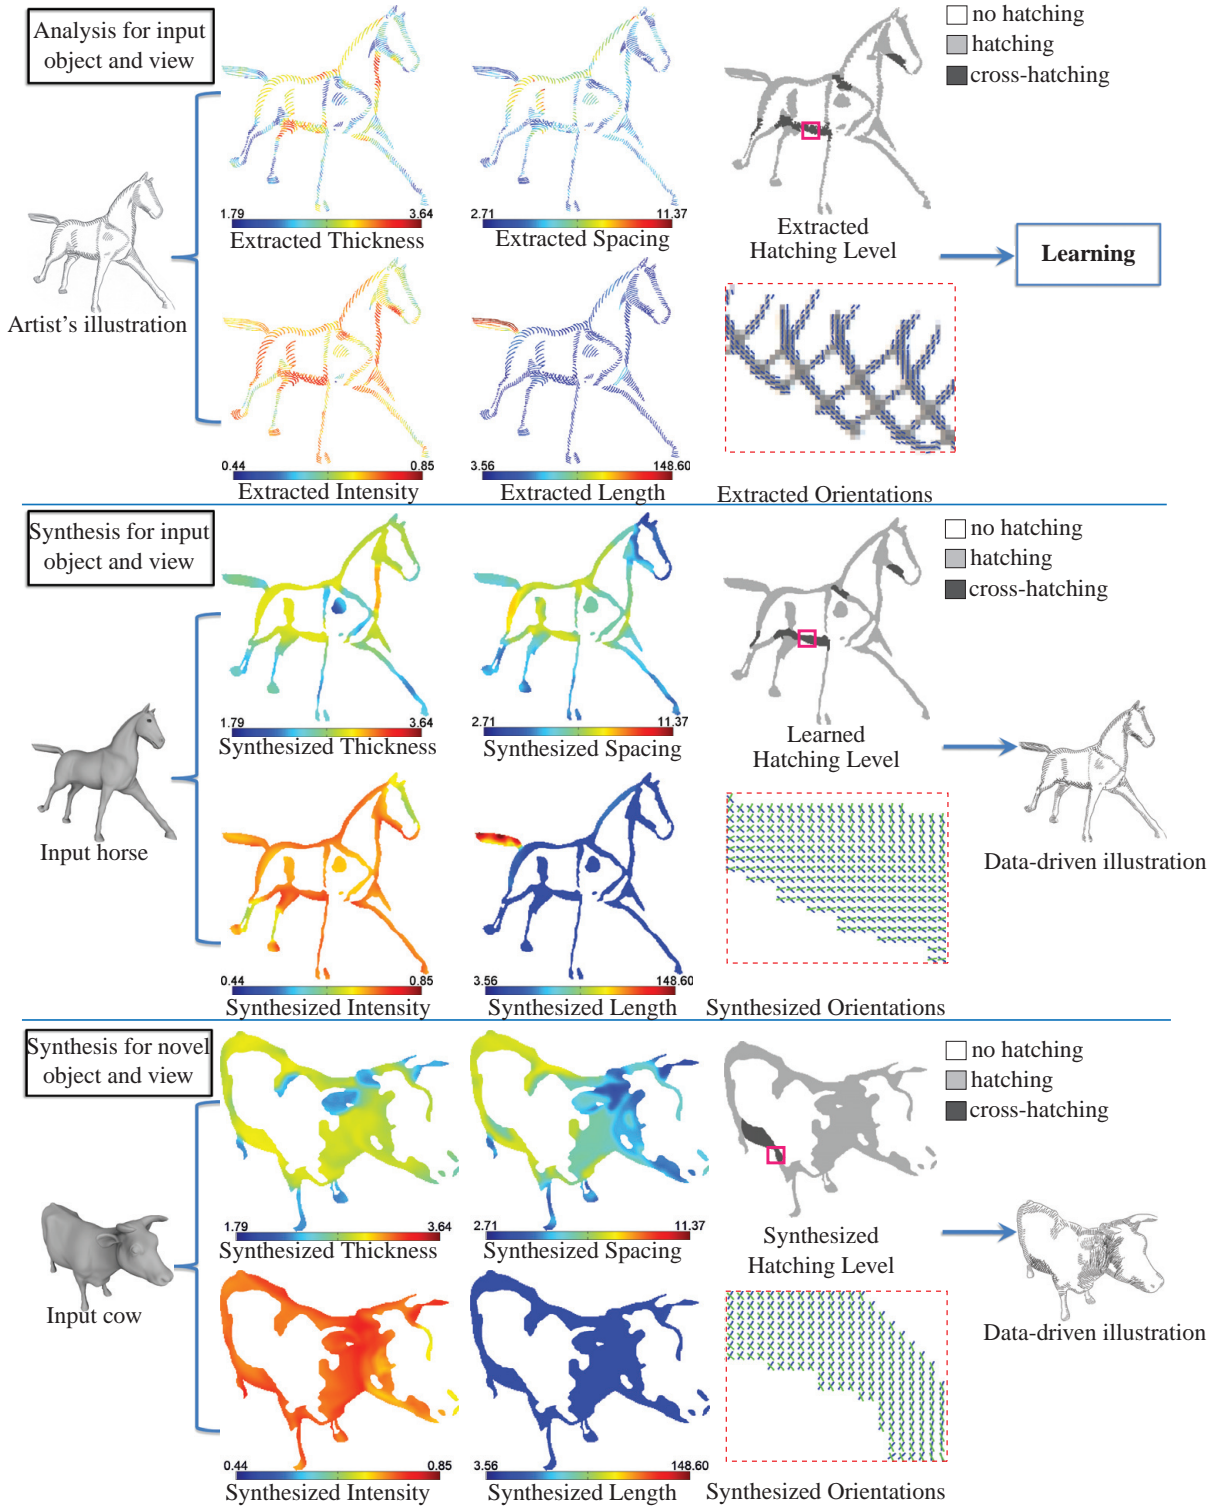 Analysis for input
object and view
no hatching
hatching
cross-hatching
1.79
3.64
Extracted Thickness
2.71
11.37
Extracted Spacing
Extracted
Hatching Level
Learning
Artist's illustration
0.44
0.85
Extracted Intensity
3.56
148.60
Extracted Length
Extracted Orientations
Synthesis for input
object and view
no hatching
hatching
cross-hatching
1.79
3.64
Synthesized Thickness
2.71
11.37
Synthesized Spacing
Learned
Hatching Level
Input horse
Data-driven illustration
0.44
0.85
Synthesized Intensity
3.56
148.60
Synthesized Length
Synthesized Orientations
Synthesis for novel
object and view
no hatching
hatching
cross-hatching
1.79
3.64
Synthesized Thickness
2.71
11.37
Synthesized Spacing
Synthesized
Hatching Level
Input cow
Data-driven illustration
0.44
0.85
Synthesized Intensity
3.56
148.60
Synthesized Length
Synthesized Orientations